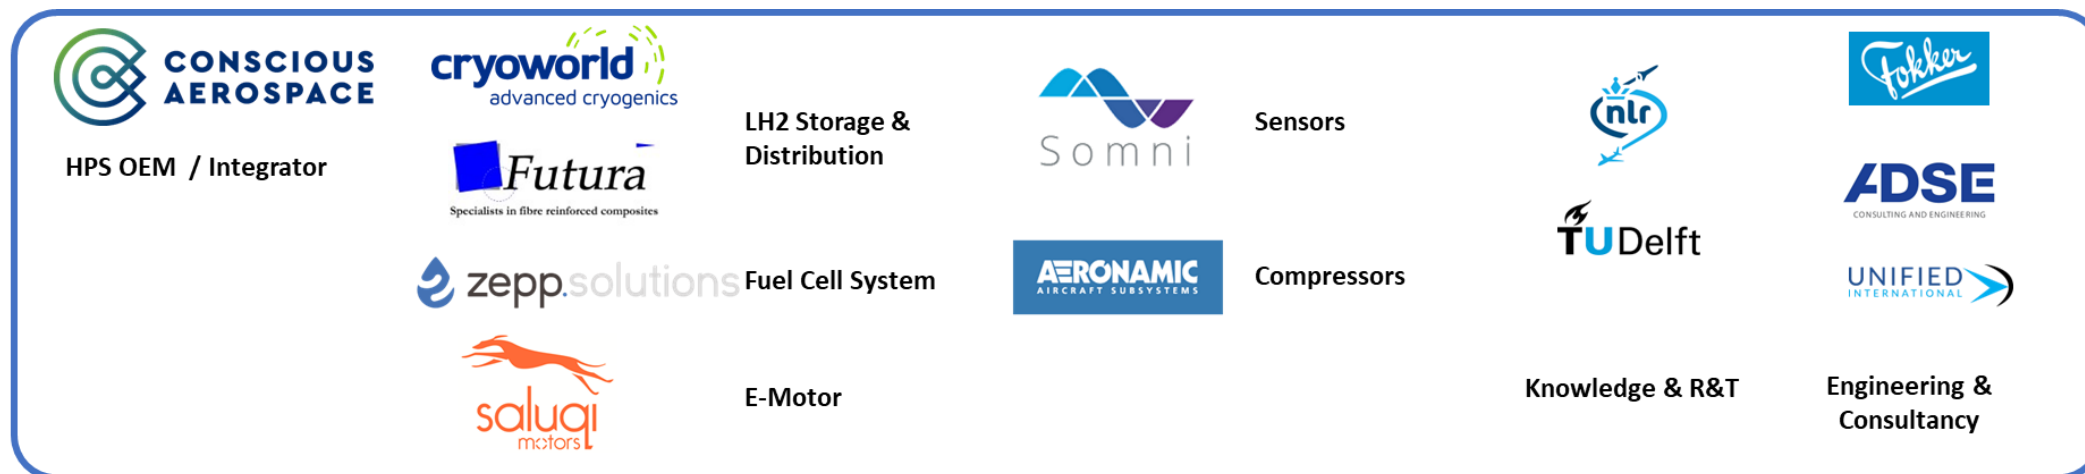 CONSCIOUS
AEROSPACE
HPS OEM / Integrator
cryoworld
advanced cryogenics
Futura
Specialists in fibre reinforced composites
LH2 Storage &
Distribution
zepp.solutions
Fuel Cell System
saluqi
motors
E-Motor
Somni
Sensors
AERONAMIC
AIRCRAFT SUBSYSTEMS
Compressors
nlr
TUDelft
Knowledge & R&T
Fokker
ADSE
CONSULTING AND ENGINEERING
UNIFIED
INTERNATIONAL
Engineering &
Consultancy